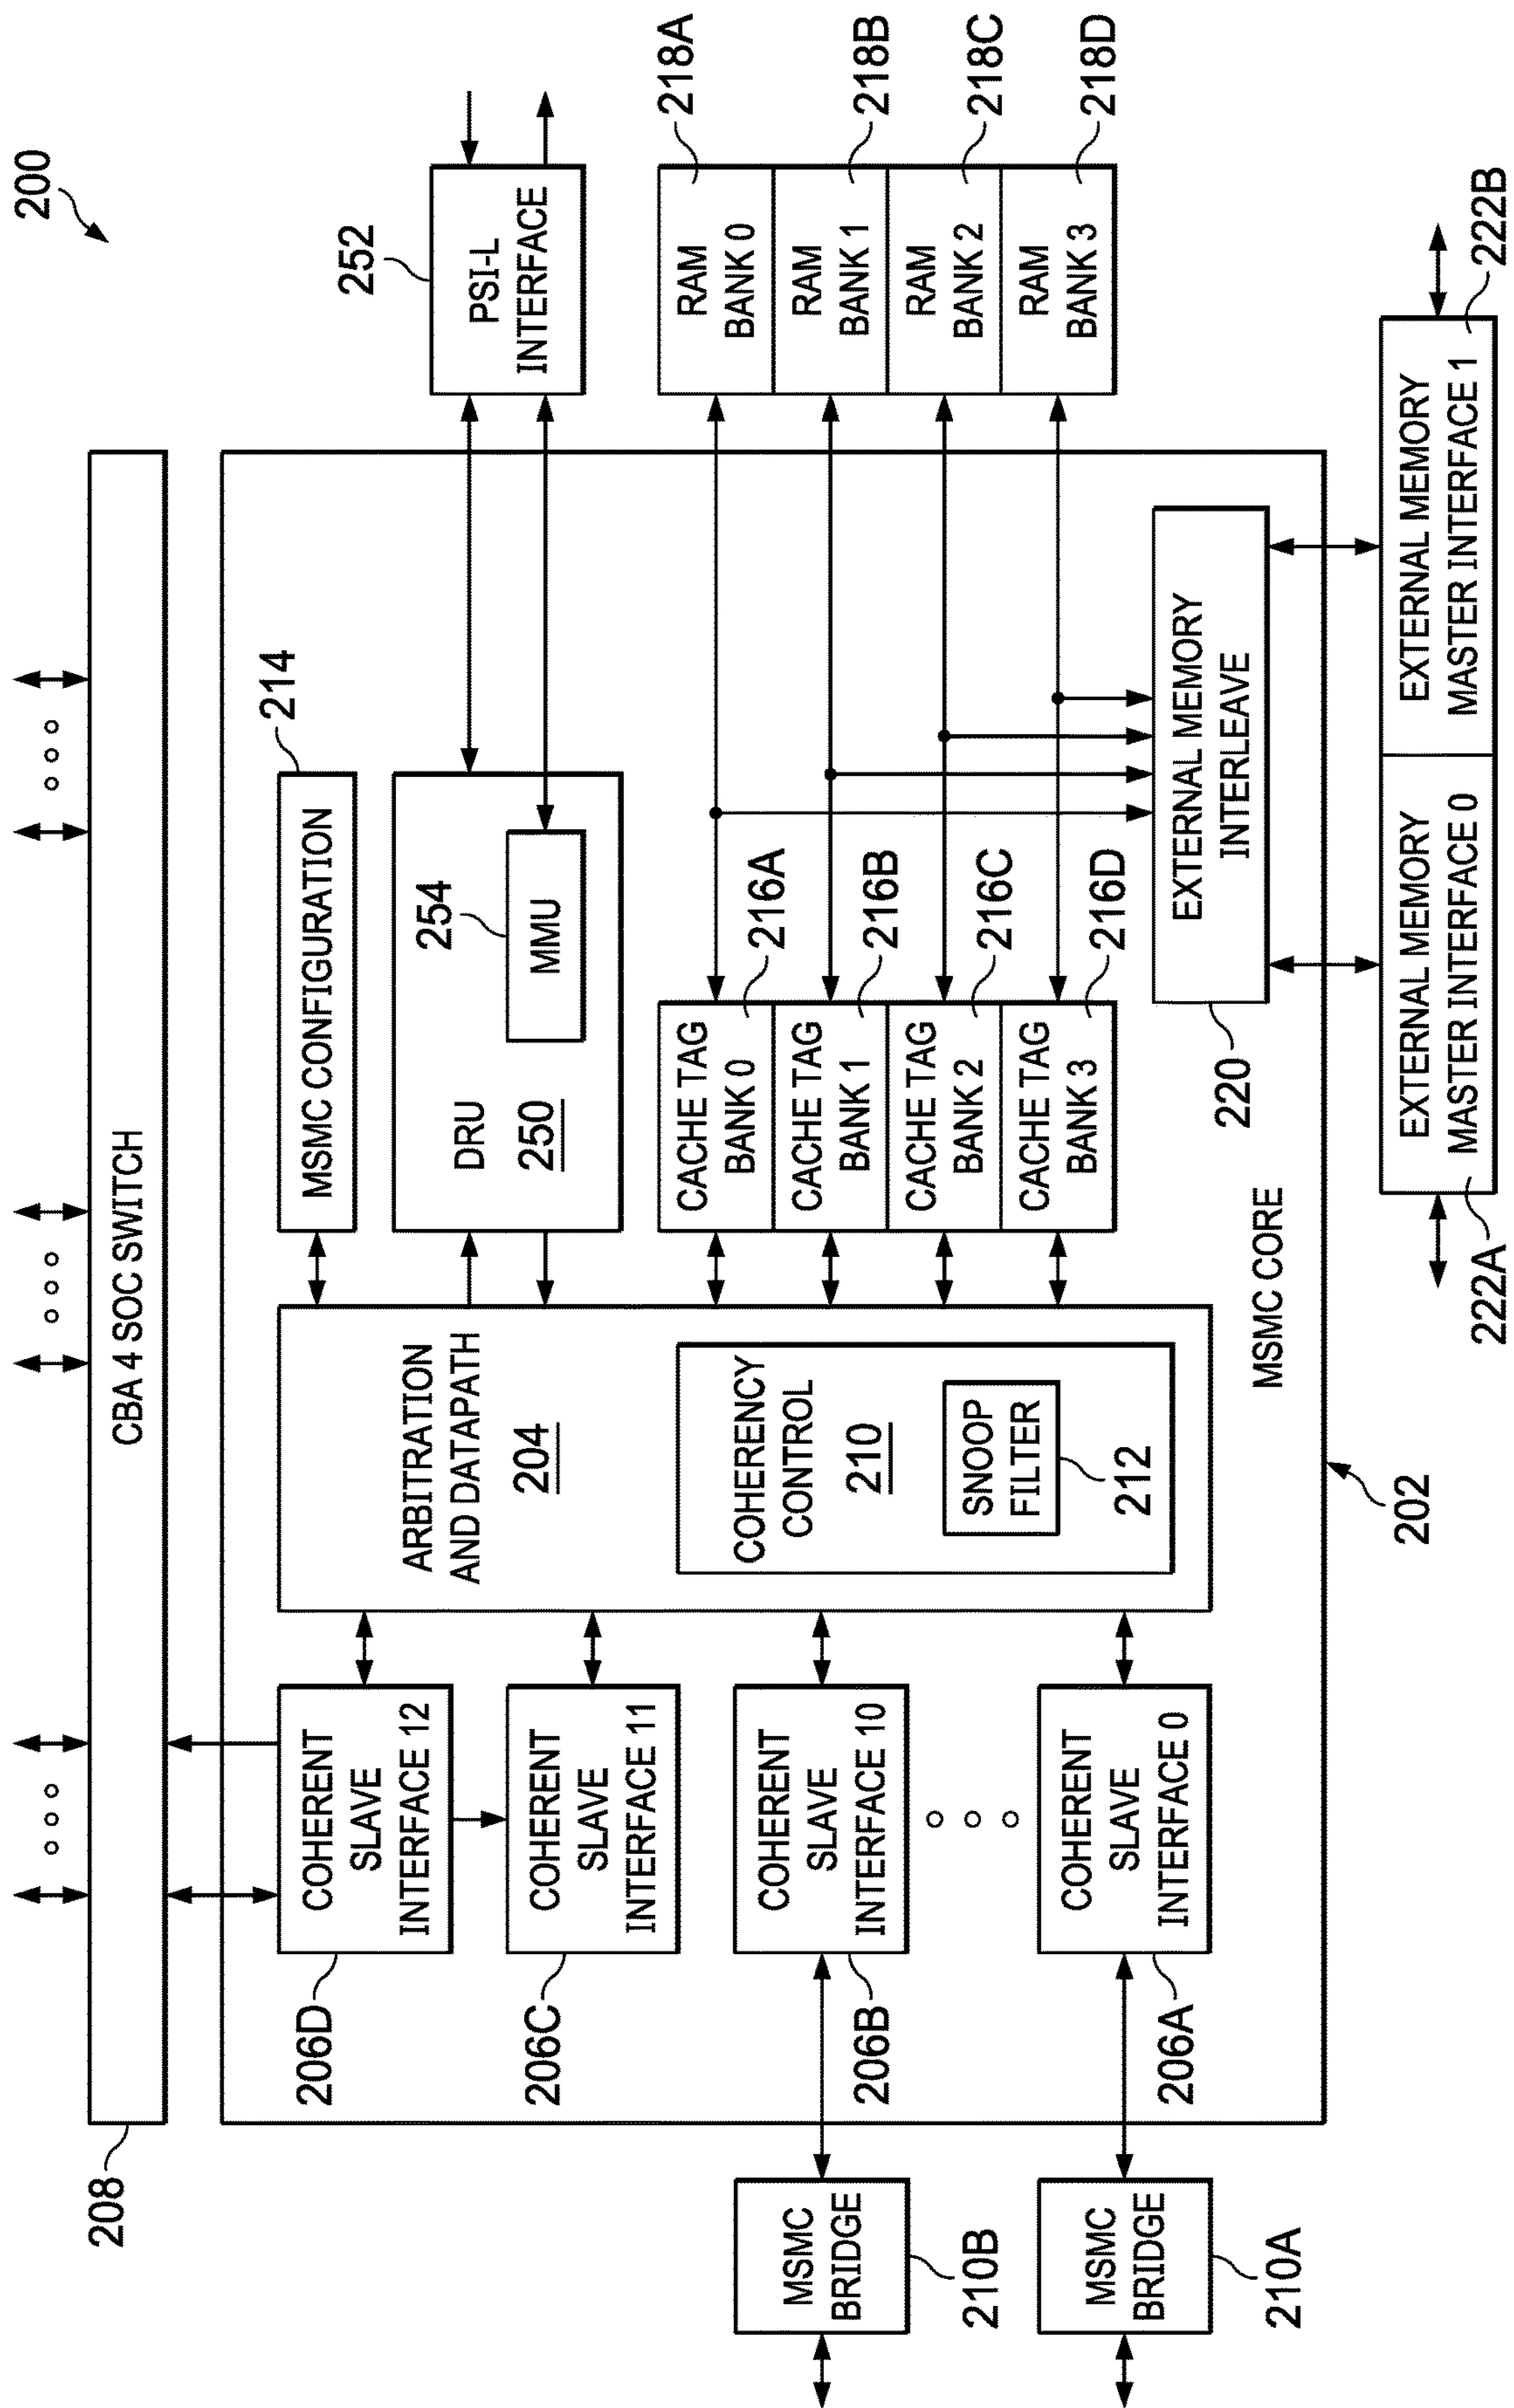 200
208
CBA 4 SOC SWITCH
206D
COHERENT
SLAVE
INTERFACE 12
206C
COHERENT
SLAVE
INTERFACE 11
MSMC
BRIDGE
210B
206B
COHERENT
SLAVE
INTERFACE 10
MSMC
BRIDGE
210A
206A
COHERENT
SLAVE
INTERFACE 0
ARBITRATION
AND DATAPATH
204
COHERENCY
CONTROL
210
SNOOP
FILTER
212
MSMC CONFIGURATION
214
DRU
250
254
MMU
252
PSI-L
INTERFACE
CACHE TAG
BANK 0
216A
CACHE TAG
BANK 1
216B
CACHE TAG
BANK 2
216C
CACHE TAG
BANK 3
216D
RAM
BANK 0
218A
RAM
BANK 1
218B
RAM
BANK 2
218C
RAM
BANK 3
218D
EXTERNAL MEMORY
INTERLEAVE
220
MSMC CORE
202
EXTERNAL MEMORY
MASTER INTERFACE 0
222A
EXTERNAL MEMORY
MASTER INTERFACE 1
222B